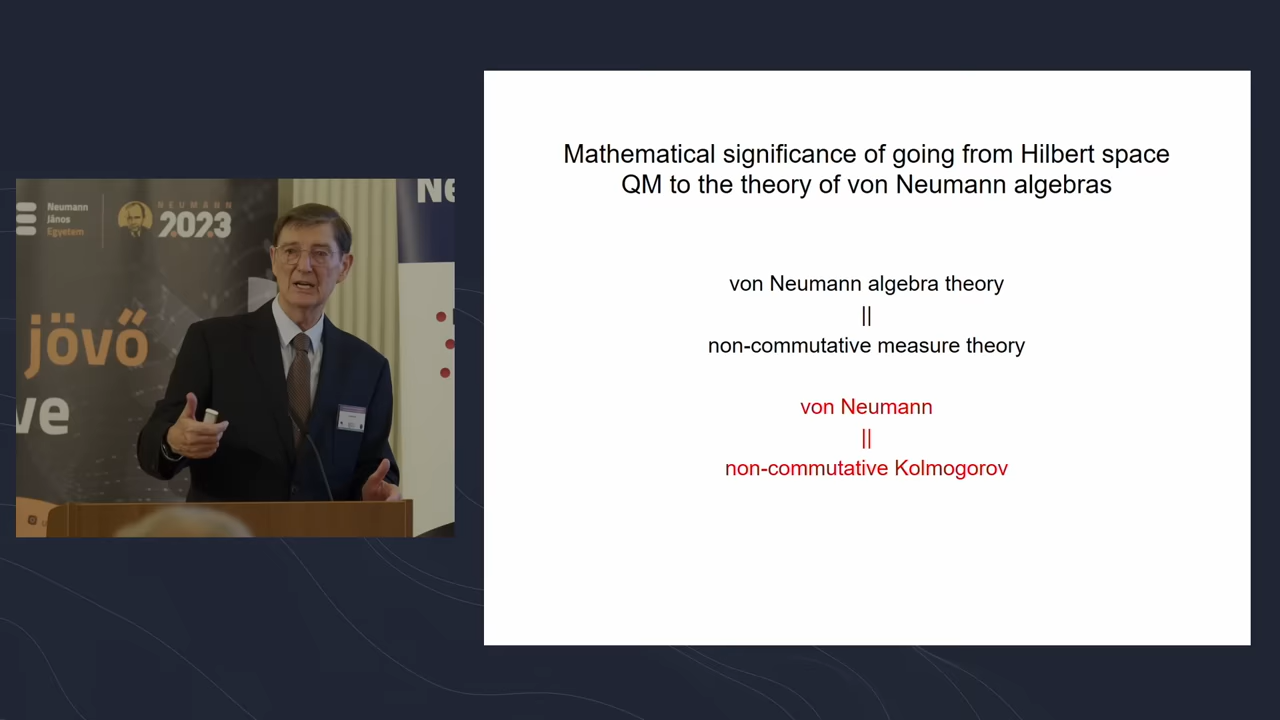 Neumann
János
Egyetem
NEUMANN
2023
Ne
jövő
ve
Mathematical significance of going from Hilbert space
QM to the theory of von Neumann algebras
von Neumann algebra theory
||
non-commutative measure theory
von Neumann
||
non-commutative Kolmogorov